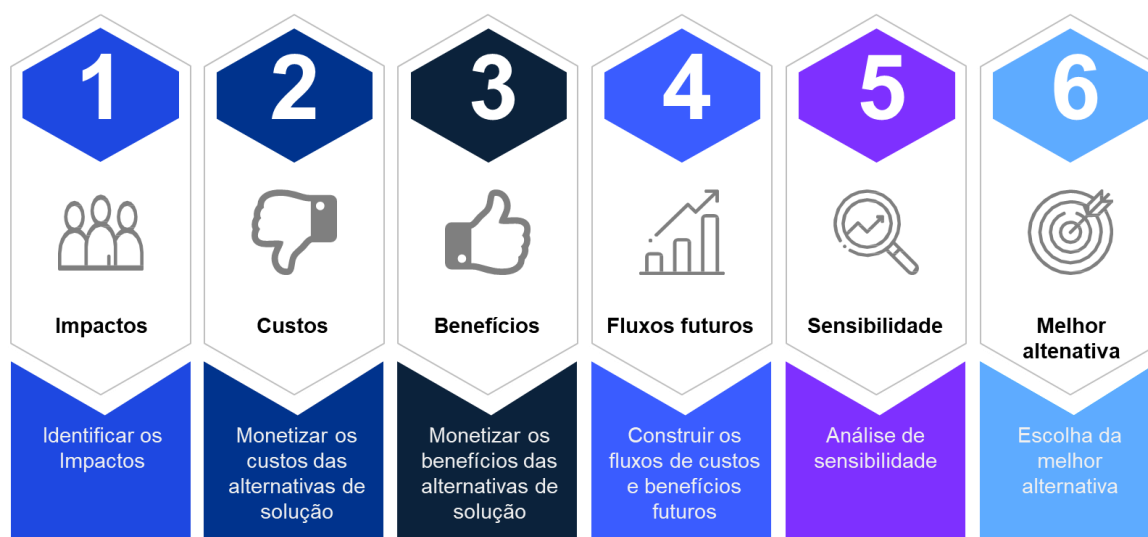 1
Impactos
Identificar os
Impactos
2
Custos
Monetizar os
custos das
alternativas de
solução
3
Benefícios
Monetizar os
benefícios das
alternativas de
solução
4
Fluxos futuros
Construir os
fluxos de custos
e benefícios
futuros
5
Sensibilidade
Análise de
sensibilidade
6
Melhor
altenativa
Escolha da
melhor
alternativa